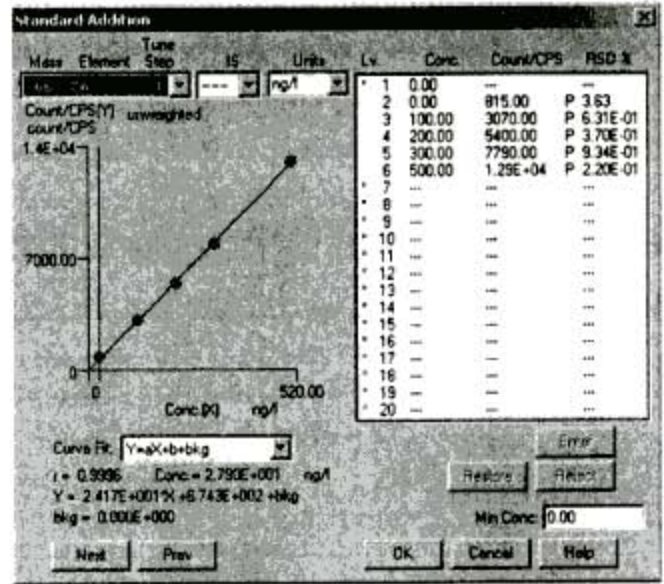 Standard Addition
Tune
Mass Element Step IS Units
--- ng/l
Count/CPS[Y] unweighted
count/CPS
1.4E+04
7000.00
0
0 520.00
Conc.[X] ng/l
Curve Fit: Y=aX+b+bkg
r = 0.9996 Conc = 2.790E+001 ng/l
Y = 2.417E+001*X +6.743E+002 +bkg
bkg = 0.000E+000
Next Prev
Lv. Conc. Count/CPS RSD %
* 1 0.00 --- ---
2 0.00 815.00 P 3.63
3 100.00 3070.00 P 6.31E-01
4 200.00 5400.00 P 3.70E-01
5 300.00 7790.00 P 9.34E-01
6 500.00 1.29E+04 P 2.20E-01
* 7 --- --- ---
* 8 --- --- ---
* 9 --- --- ---
* 10 --- --- ---
* 11 --- --- ---
* 12 --- --- ---
* 13 --- --- ---
* 14 --- --- ---
* 15 --- --- ---
* 16 --- --- ---
* 17 --- --- ---
* 18 --- --- ---
* 19 --- --- ---
* 20 --- --- ---
Error
Restore Reject
Min Conc: 0.00
OK Cancel Help